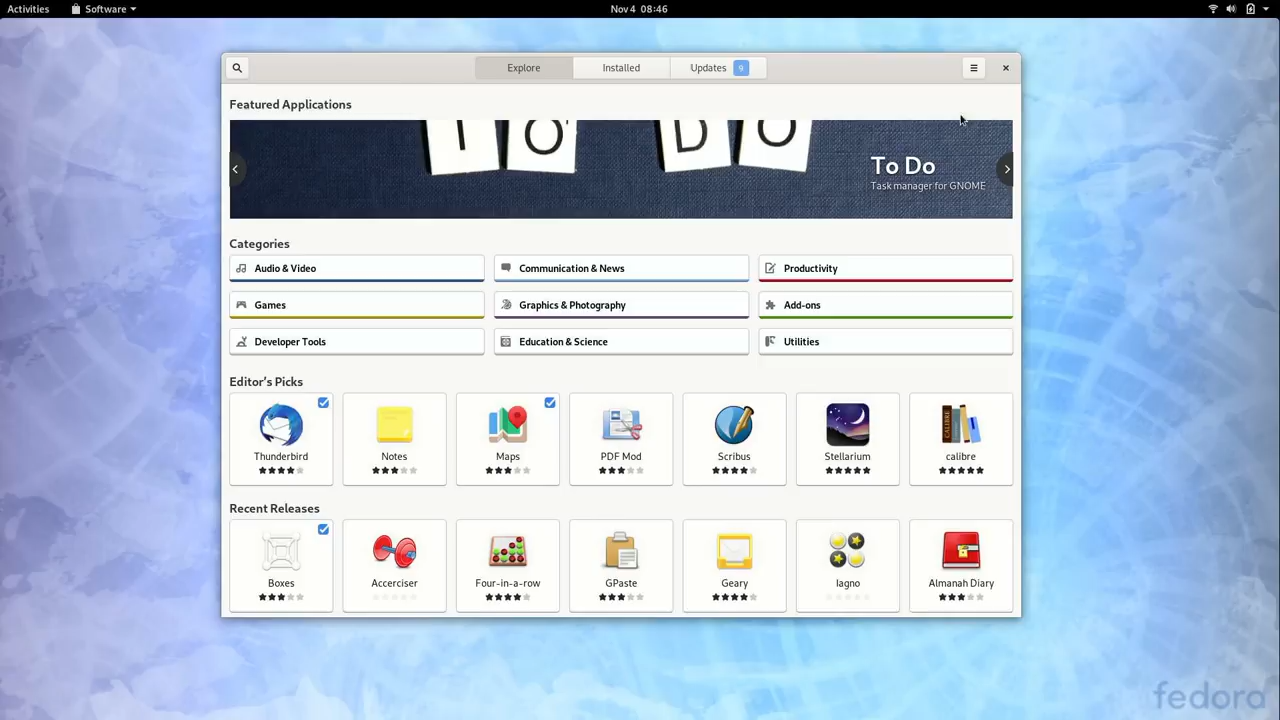 Activities Software Nov 4 08:46
Explore Installed Updates 9
Featured Applications
TO DO
To Do
Task manager for GNOME
Categories
Audio & Video Communication & News Productivity
Games Graphics & Photography Add-ons
Developer Tools Education & Science Utilities
Editor's Picks
Thunderbird Notes Maps PDF Mod Scribus Stellarium calibre
CALIBRE
Recent Releases
Boxes Accerciser Four-in-a-row GPaste Geary Iagno Almanah Diary
fedora